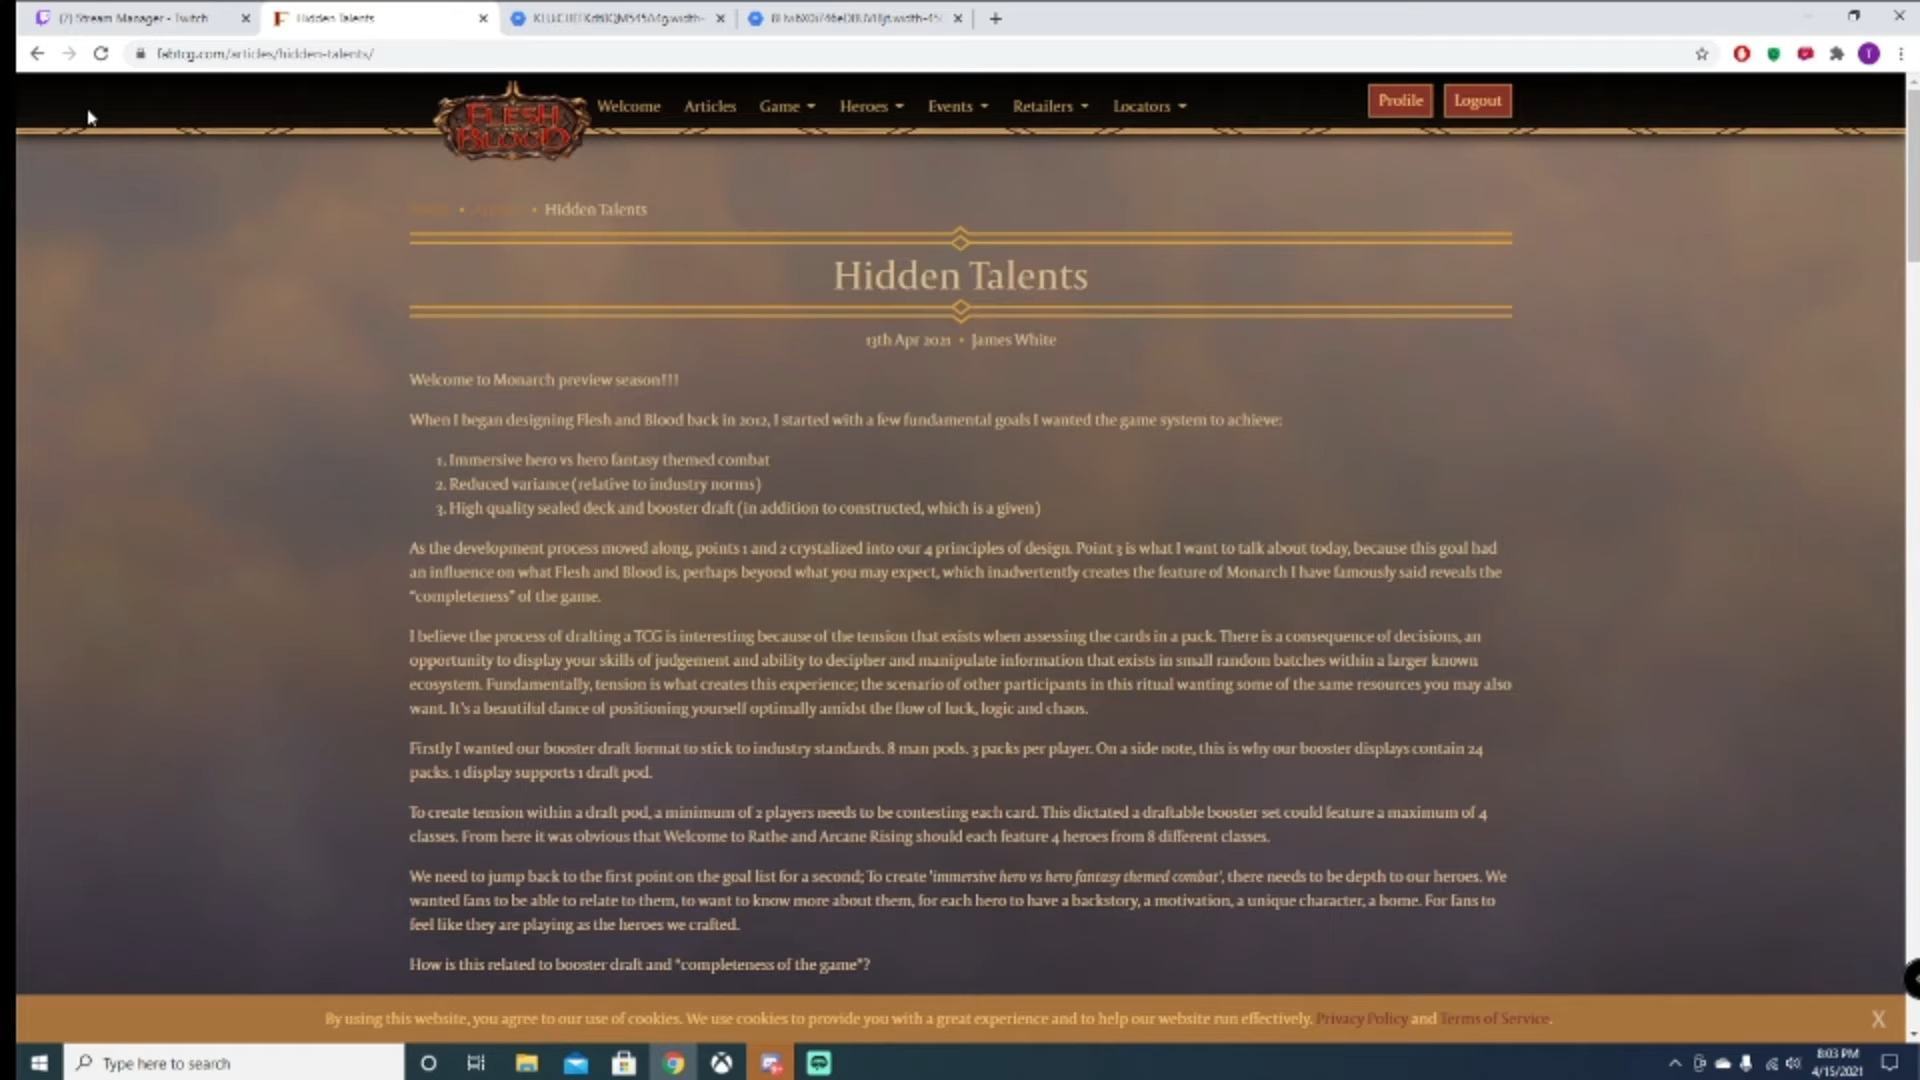 (7) Stream Manager - Twitch
Hidden Talents
fabtcg.com/articles/hidden-talents/
FLESH AND BLOOD
Welcome
Articles
Game
Heroes
Events
Retailers
Locators
Profile
Logout
• • Hidden Talents
Hidden Talents
13th Apr 2021 • James White
Welcome to Monarch preview season!!!
When I began designing Flesh and Blood back in 2012, I started with a few fundamental goals I wanted the game system to achieve:
1. Immersive hero vs hero fantasy themed combat
2. Reduced variance (relative to industry norms)
3. High quality sealed deck and booster draft (in addition to constructed, which is a given)
As the development process moved along, points 1 and 2 crystalized into our 4 principles of design. Point 3 is what I want to talk about today, because this goal had
an influence on what Flesh and Blood is, perhaps beyond what you may expect, which inadvertently creates the feature of Monarch I have famously said reveals the
“completeness” of the game.
I believe the process of drafting a TCG is interesting because of the tension that exists when assessing the cards in a pack. There is a consequence of decisions, an
opportunity to display your skills of judgement and ability to decipher and manipulate information that exists in small random batches within a larger known
ecosystem. Fundamentally, tension is what creates this experience; the scenario of other participants in this ritual wanting some of the same resources you may also
want. It's a beautiful dance of positioning yourself optimally amidst the flow of luck, logic and chaos.
Firstly I wanted our booster draft format to stick to industry standards. 8 man pods. 3 packs per player. On a side note, this is why our booster displays contain 24
packs. 1 display supports 1 draft pod.
To create tension within a draft pod, a minimum of 2 players needs to be contesting each card. This dictated a draftable booster set could feature a maximum of 4
classes. From here it was obvious that Welcome to Rathe and Arcane Rising should each feature 4 heroes from 8 different classes.
We need to jump back to the first point on the goal list for a second; To create 'immersive hero vs hero fantasy themed combat', there needs to be depth to our heroes. We
wanted fans to be able to relate to them, to want to know more about them, for each hero to have a backstory, a motivation, a unique character, a home. For fans to
feel like they are playing as the heroes we crafted.
How is this related to booster draft and “completeness of the game”?
By using this website, you agree to our use of cookies. We use cookies to provide you with a great experience and to help our website run effectively. Privacy Policy and Terms of Service.
X
Type here to search
8:03 PM
4/15/2021